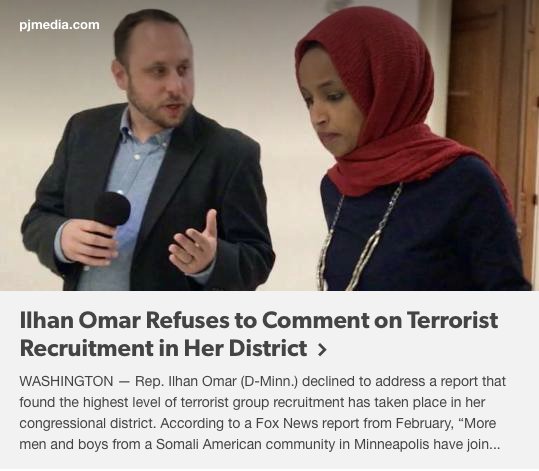 pjmedia.com
Ilhan Omar Refuses to Comment on Terrorist
Recruitment in Her District >
WASHINGTON — Rep. Ilhan Omar (D-Minn.) declined to address a report that
found the highest level of terrorist group recruitment has taken place in her
congressional district. According to a Fox News report from February, “More
men and boys from a Somali American community in Minneapolis have join...